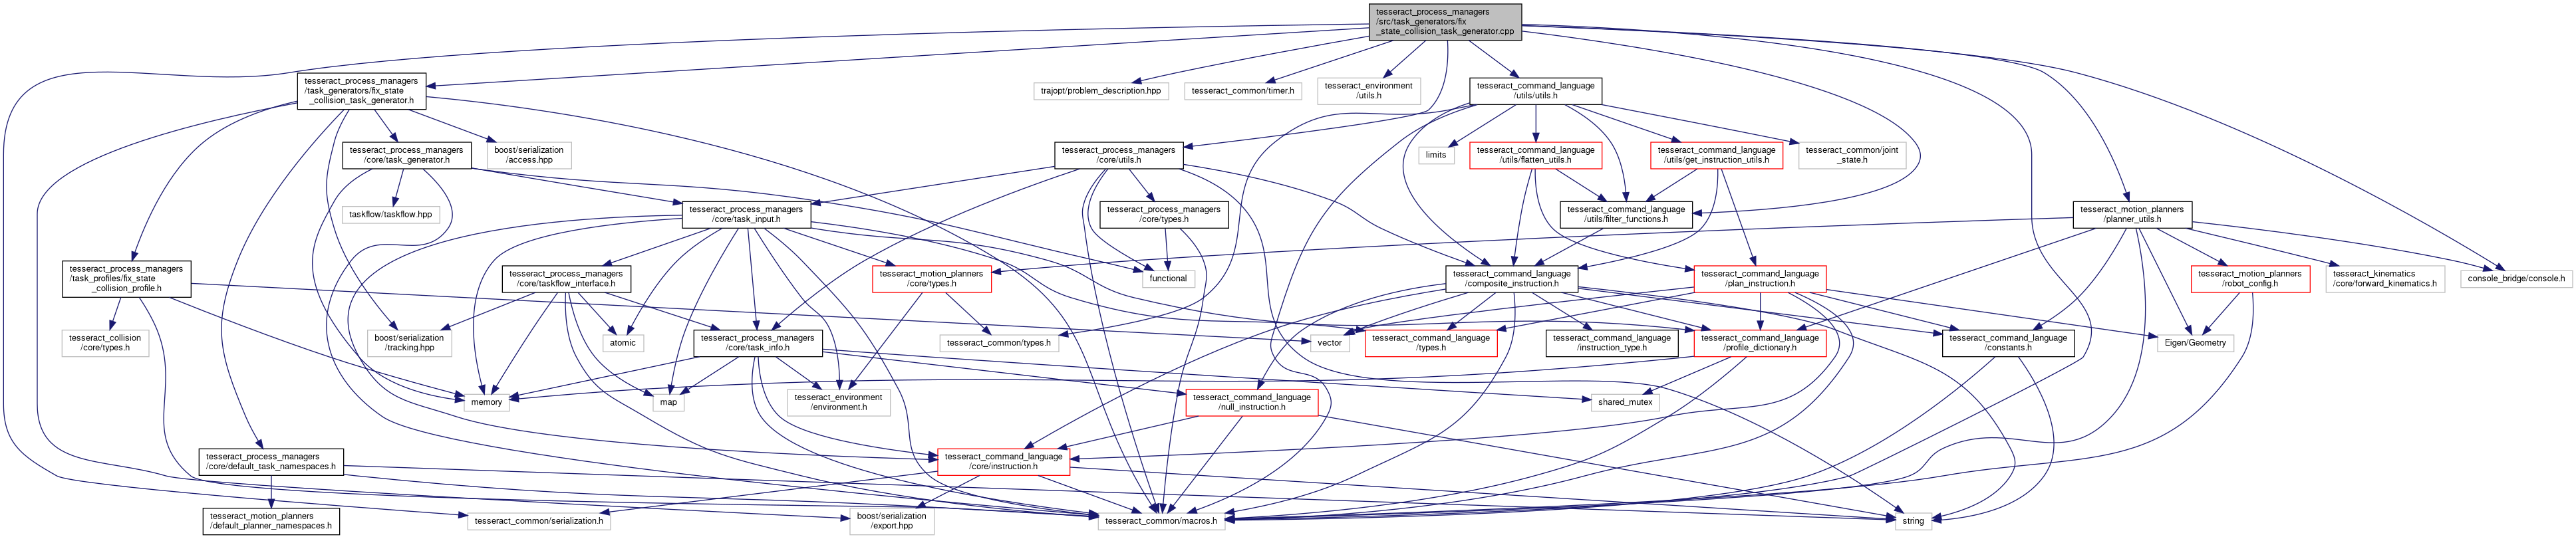 tesseract_process_managers
/src/task_generators/fix
_state_collision_task_generator.cpp
tesseract_process_managers
/task_generators/fix_state
_collision_task_generator.h
trajopt/problem_description.hpp
tesseract_common/timer.h
tesseract_environment
/utils.h
tesseract_command_language
/utils/utils.h
tesseract_process_managers
/core/task_generator.h
boost/serialization
/access.hpp
tesseract_process_managers
/core/utils.h
limits
tesseract_command_language
/utils/flatten_utils.h
tesseract_command_language
/utils/get_instruction_utils.h
tesseract_common/joint
_state.h
taskflow/taskflow.hpp
tesseract_process_managers
/core/task_input.h
tesseract_process_managers
/core/types.h
tesseract_command_language
/utils/filter_functions.h
tesseract_motion_planners
/planner_utils.h
tesseract_process_managers
/task_profiles/fix_state
_collision_profile.h
tesseract_process_managers
/core/taskflow_interface.h
tesseract_motion_planners
/core/types.h
functional
tesseract_command_language
/composite_instruction.h
tesseract_command_language
/plan_instruction.h
tesseract_motion_planners
/robot_config.h
tesseract_kinematics
/core/forward_kinematics.h
console_bridge/console.h
tesseract_collision
/core/types.h
boost/serialization
/tracking.hpp
atomic
tesseract_process_managers
/core/task_info.h
tesseract_common/types.h
vector
tesseract_command_language
/types.h
tesseract_command_language
/instruction_type.h
tesseract_command_language
/profile_dictionary.h
tesseract_command_language
/constants.h
Eigen/Geometry
memory
map
tesseract_environment
/environment.h
tesseract_command_language
/null_instruction.h
shared_mutex
tesseract_process_managers
/core/default_task_namespaces.h
tesseract_command_language
/core/instruction.h
tesseract_motion_planners
/default_planner_namespaces.h
tesseract_common/serialization.h
boost/serialization
/export.hpp
tesseract_common/macros.h
string